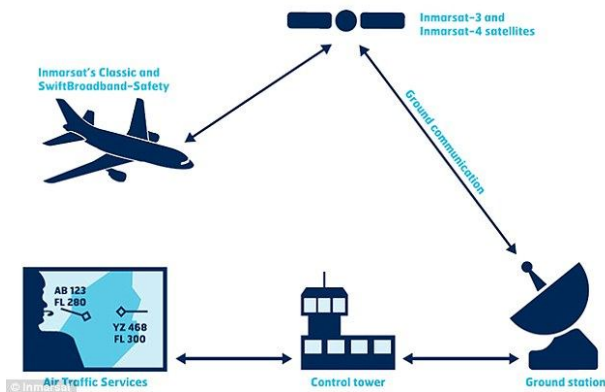 Inmarsat-3 and
Inmarsat-4 satellites
Inmarsat's Classic and
SwiftBroadband-Safety
Ground communication
AB 123
FL 280
YZ 468
FL 300
Air Traffic Services
Control tower
Ground station
© Inmarsat